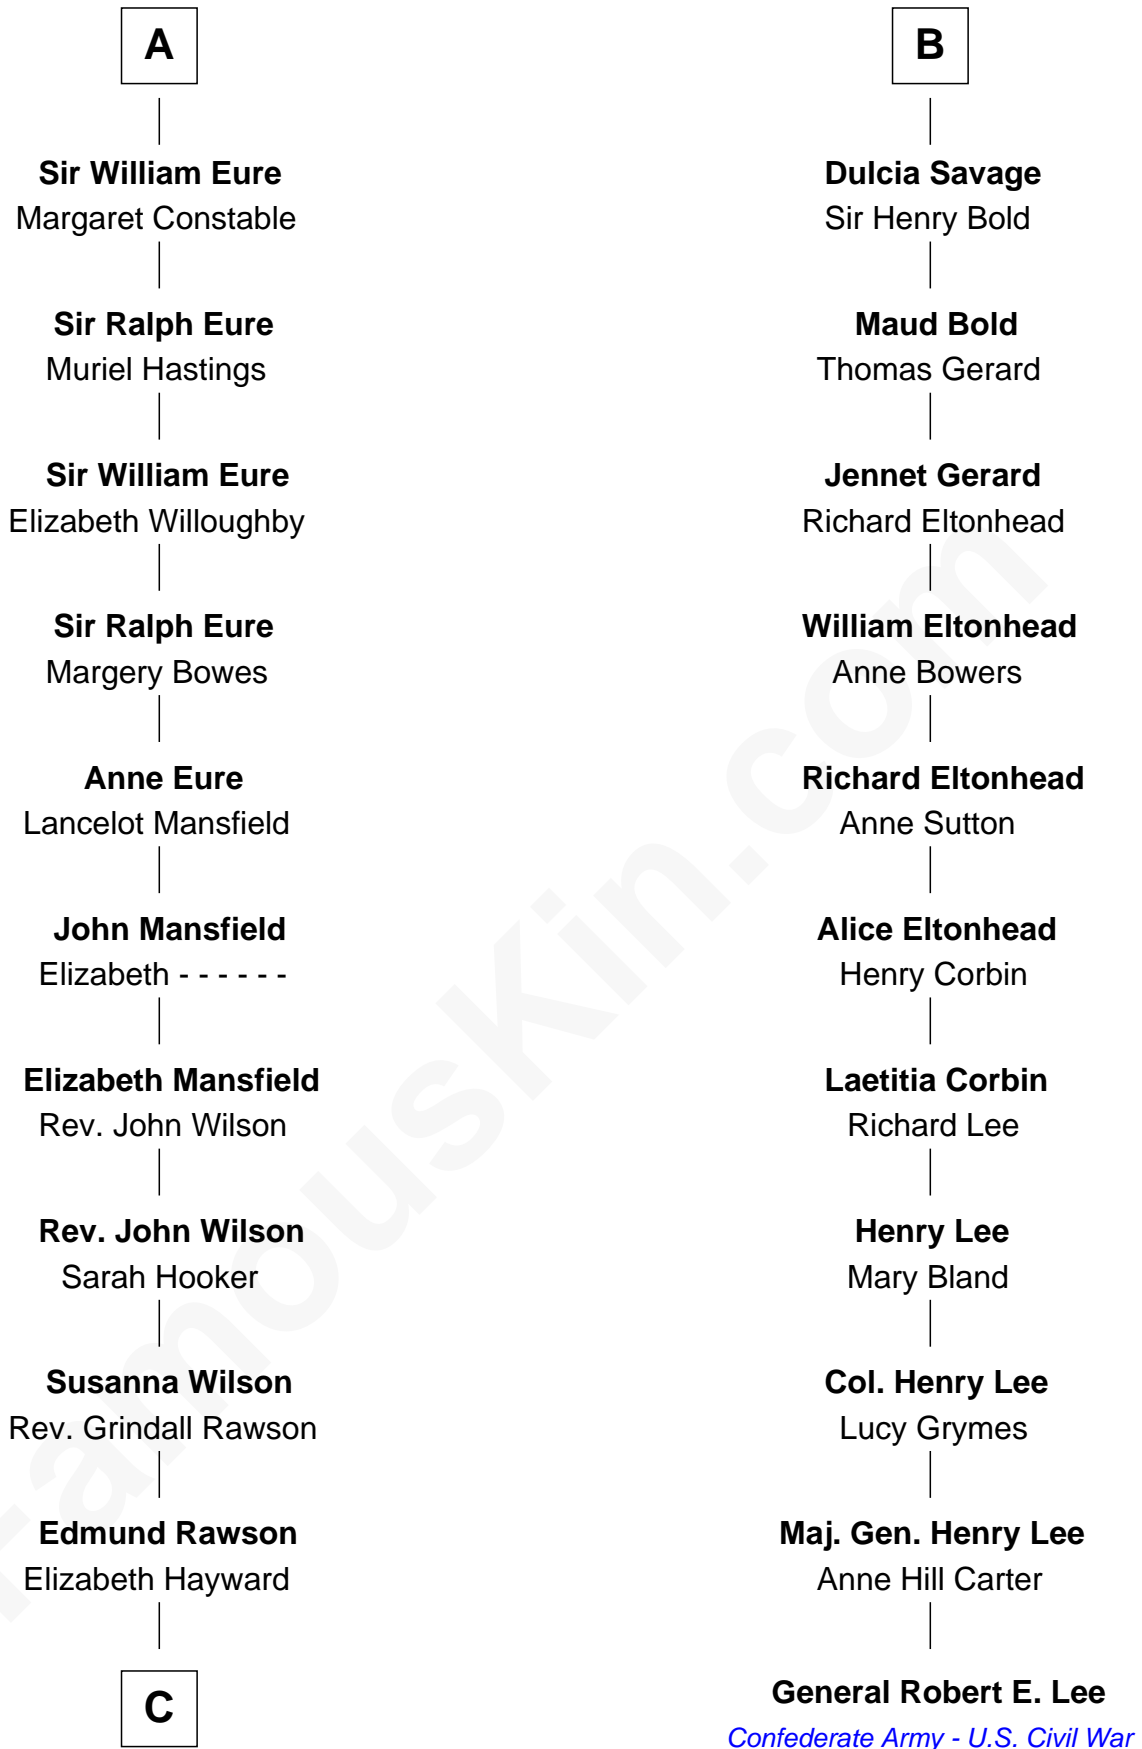 A
Sir William Eure
Margaret Constable
Sir Ralph Eure
Muriel Hastings
Sir William Eure
Elizabeth Willoughby
Sir Ralph Eure
Margery Bowes
Anne Eure
Lancelot Mansfield
John Mansfield
Elizabeth - - - - - -
Elizabeth Mansfield
Rev. John Wilson
Rev. John Wilson
Sarah Hooker
Susanna Wilson
Rev. Grindall Rawson
Edmund Rawson
Elizabeth Hayward
C
B
Dulcia Savage
Sir Henry Bold
Maud Bold
Thomas Gerard
Jennet Gerard
Richard Eltonhead
William Eltonhead
Anne Bowers
Richard Eltonhead
Anne Sutton
Alice Eltonhead
Henry Corbin
Laetitia Corbin
Richard Lee
Henry Lee
Mary Bland
Col. Henry Lee
Lucy Grymes
Maj. Gen. Henry Lee
Anne Hill Carter
General Robert E. Lee
Confederate Army - U.S. Civil War
FamousKin.com